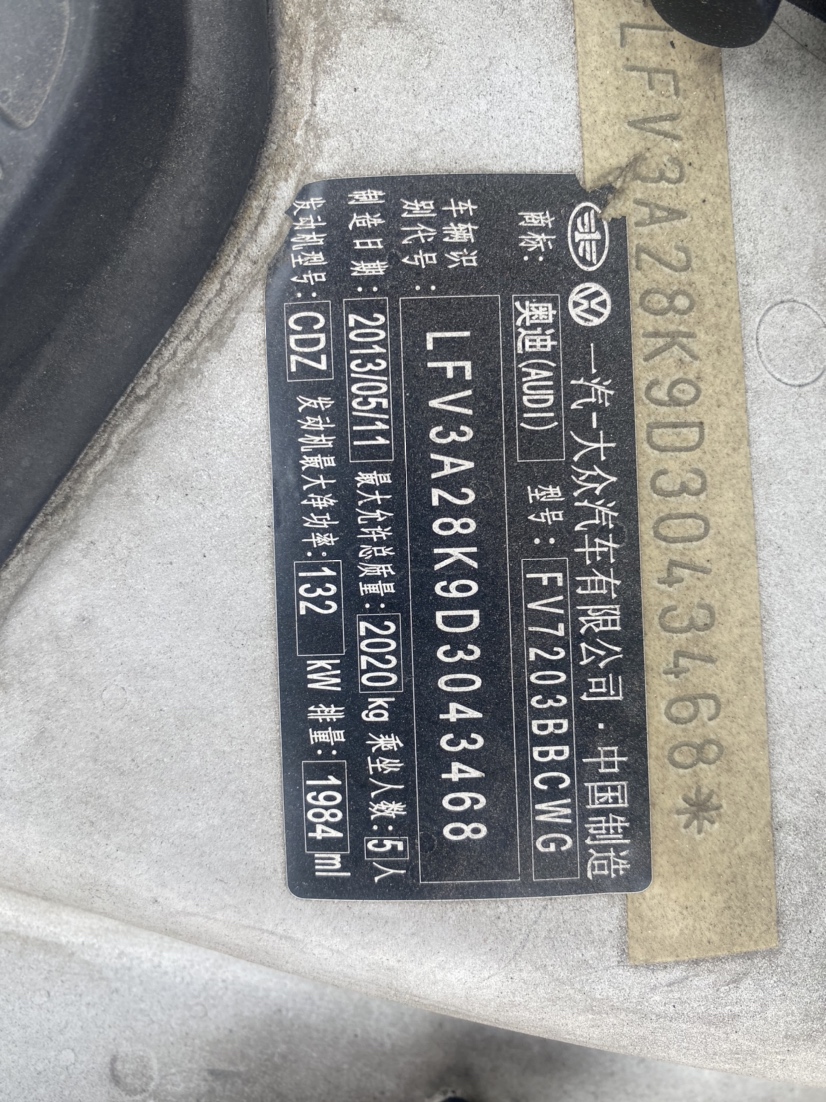 LFV3A28K9D3043468*
一汽-大众汽车有限公司·中国制造
商标: 奥迪(AUDI) 型号: FV7203BBCWG
车辆识别代号: LFV3A28K9D3043468
制造日期: 2013/05/11 最大允许总质量: 2020 kg 乘坐人数: 5 人
发动机型号: CDZ 发动机最大净功率: 132 kW 排量: 1984 ml